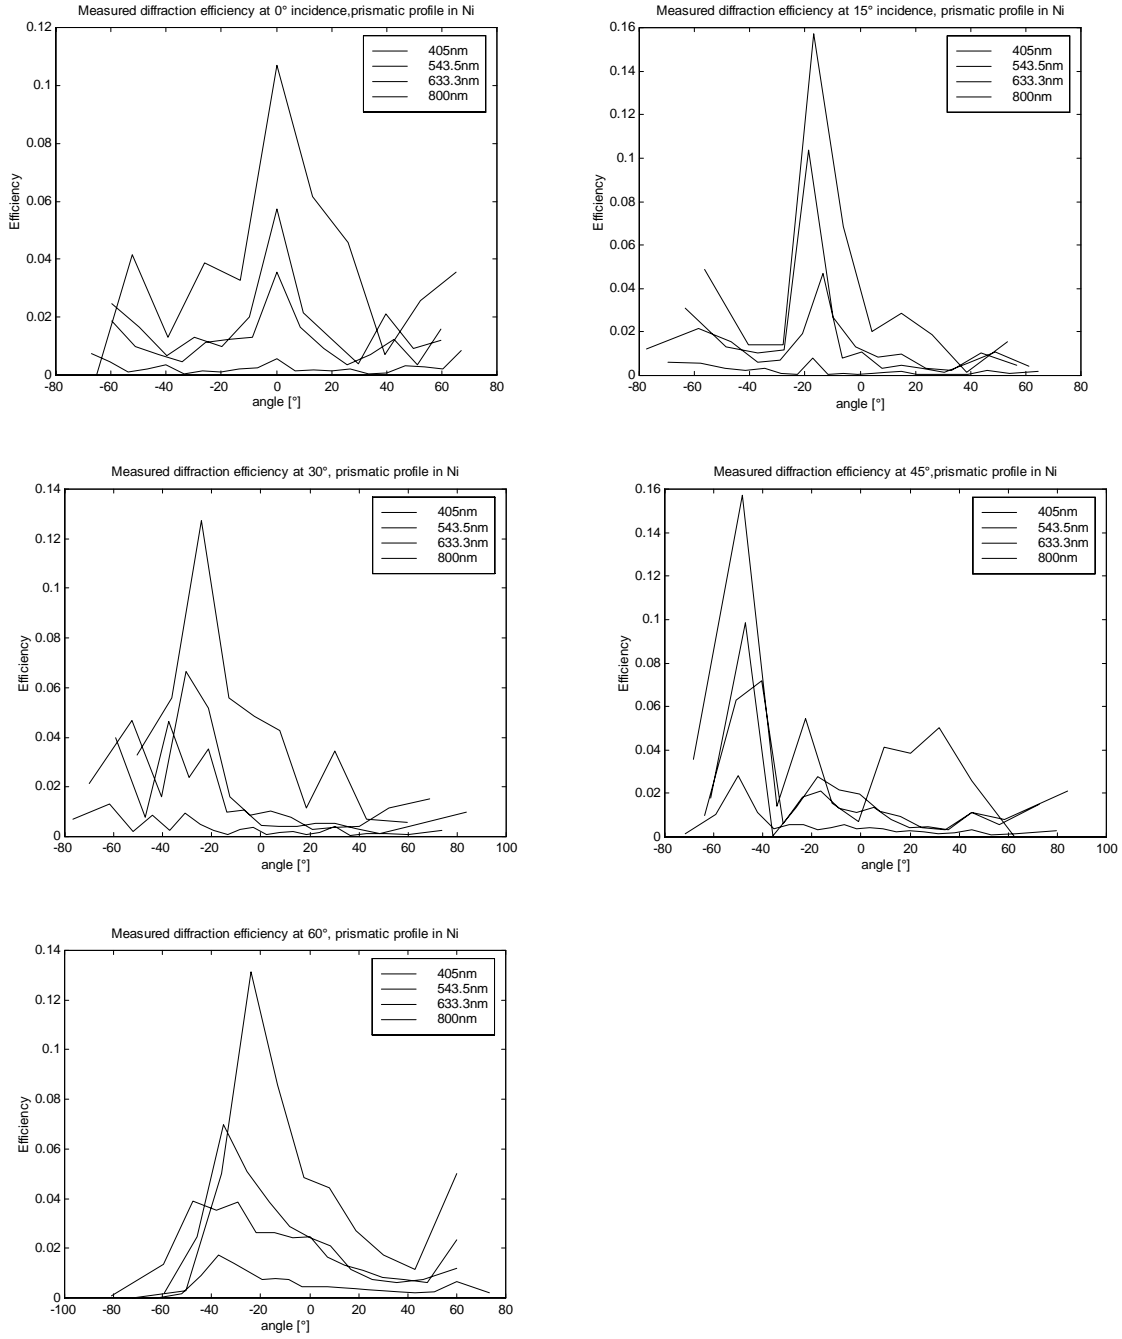 Measured diffraction efficiency at 0° incidence,prismatic profile in Ni
0.12
0.1
0.08
0.06
0.04
0.02
0
Efficiency
405nm
543.5nm
633.3nm
800nm
-80 -60 -40 -20 0 20 40 60 80
angle [°]
Measured diffraction efficiency at 15° incidence, prismatic profile in Ni
0.16
0.14
0.12
0.1
0.08
0.06
0.04
0.02
0
Efficiency
405nm
543.5nm
633.3nm
800nm
-80 -60 -40 -20 0 20 40 60 80
angle [°]
Measured diffraction efficiency at 30°, prismatic profile in Ni
0.14
0.12
0.1
0.08
0.06
0.04
0.02
0
Efficiency
405nm
543.5nm
633.3nm
800nm
-80 -60 -40 -20 0 20 40 60 80 100
angle [°]
Measured diffraction efficiency at 45°,prismatic profile in Ni
0.16
0.14
0.12
0.1
0.08
0.06
0.04
0.02
0
Efficiency
405nm
543.5nm
633.3nm
800nm
-80 -60 -40 -20 0 20 40 60 80 100
angle [°]
Measured diffraction efficiency at 60°, prismatic profile in Ni
0.14
0.12
0.1
0.08
0.06
0.04
0.02
0
Efficiency
405nm
543.5nm
633.3nm
800nm
-100 -80 -60 -40 -20 0 20 40 60 80
angle [°]